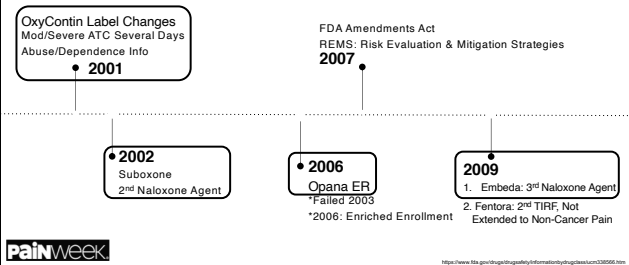 OxyContin Label Changes
Mod/Severe ATC Several Days
Abuse/Dependence Info
2001
FDA Amendments Act
REMS: Risk Evaluation & Mitigation Strategies
2007
2002
Suboxone
2nd Naloxone Agent
2006
Opana ER
*Failed 2003
*2006: Enriched Enrollment
2009
1. Embeda: 3rd Naloxone Agent
2. Fentora: 2nd TIRF, Not
Extended to Non-Cancer Pain
PaiNWEEK.
https://www.fda.gov/drugs/drugsafety/informationbydrugclass/ucm338566.htm